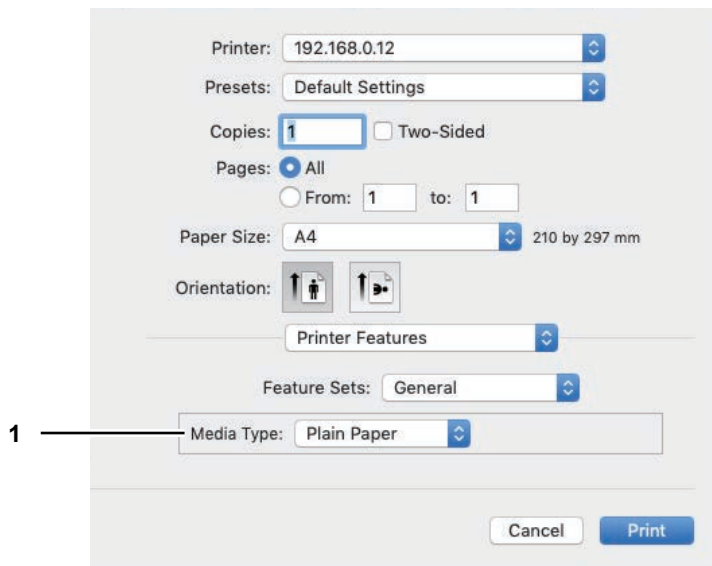 Printer: 192.168.0.12
Presets: Default Settings
Copies: 1 Two-Sided
Pages: All
From: 1 to: 1
Paper Size: A4 210 by 297 mm
Orientation:
Printer Features
Feature Sets: General
1 Media Type: Plain Paper
Cancel Print